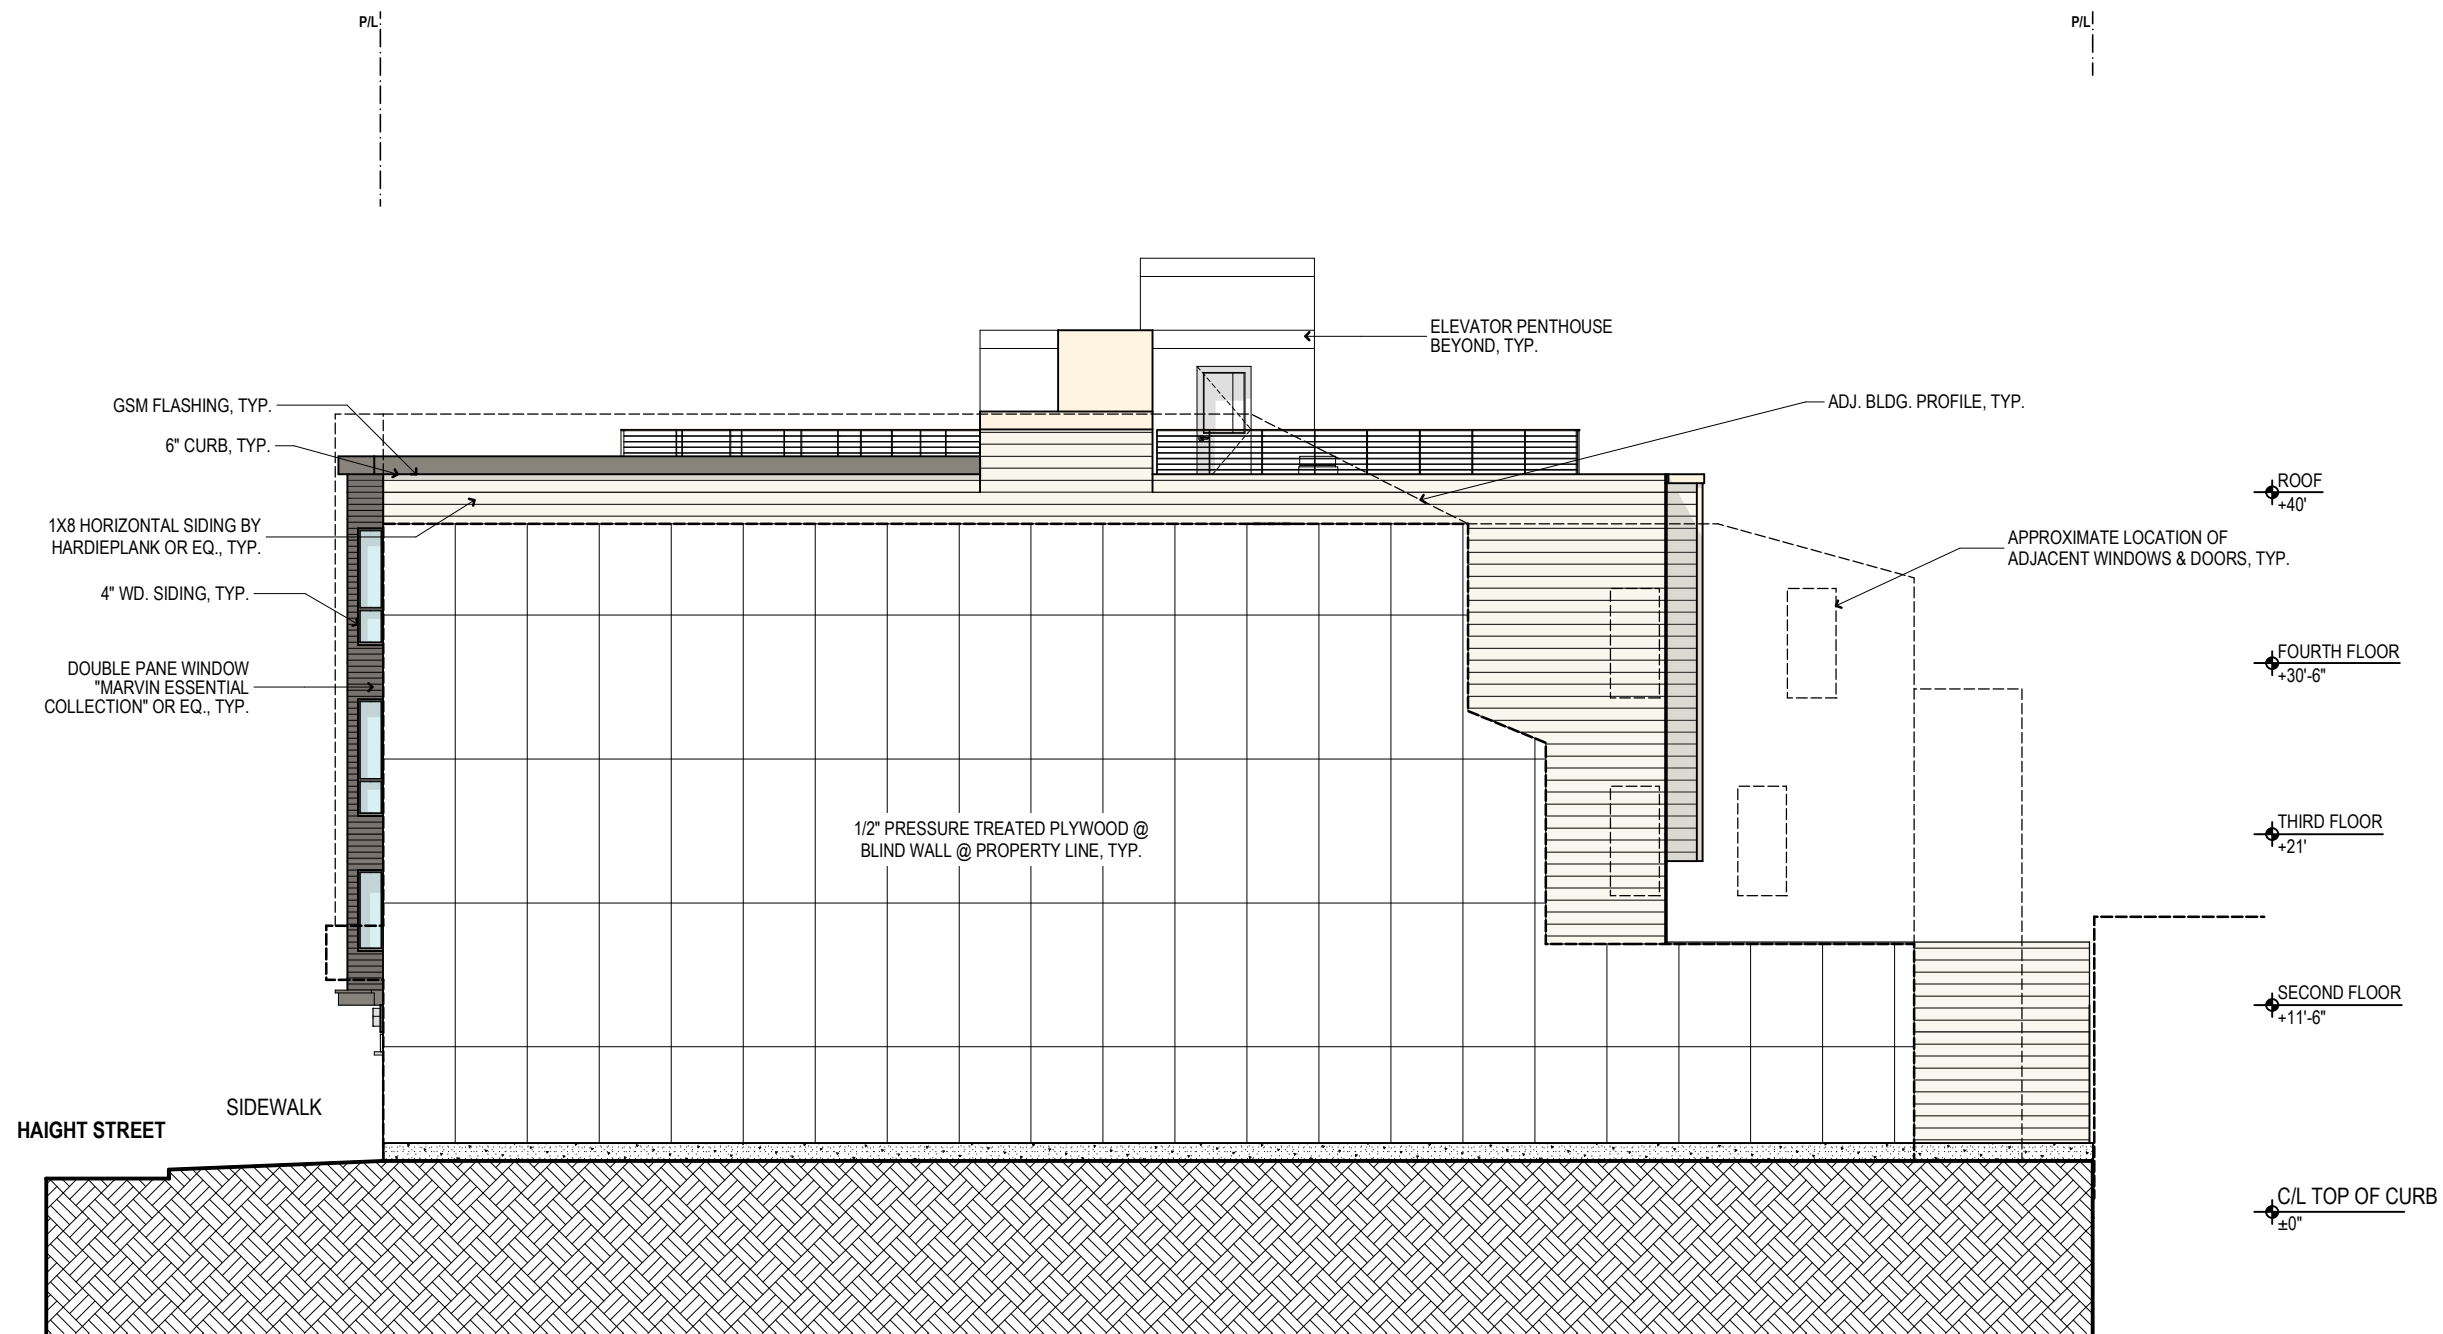 P/L
P/L
ELEVATOR PENTHOUSE
BEYOND, TYP.
GSM FLASHING, TYP.
ADJ. BLDG. PROFILE, TYP.
6" CURB, TYP.
ROOF
+40'
1X8 HORIZONTAL SIDING BY
HARDIEPLANK OR EQ., TYP.
APPROXIMATE LOCATION OF
ADJACENT WINDOWS & DOORS, TYP.
4" WD. SIDING, TYP.
FOURTH FLOOR
+30'-6"
DOUBLE PANE WINDOW
"MARVIN ESSENTIAL
COLLECTION" OR EQ., TYP.
1/2" PRESSURE TREATED PLYWOOD @
BLIND WALL @ PROPERTY LINE, TYP.
THIRD FLOOR
+21'
SECOND FLOOR
+11'-6"
SIDEWALK
HAIGHT STREET
C/L TOP OF CURB
±0"